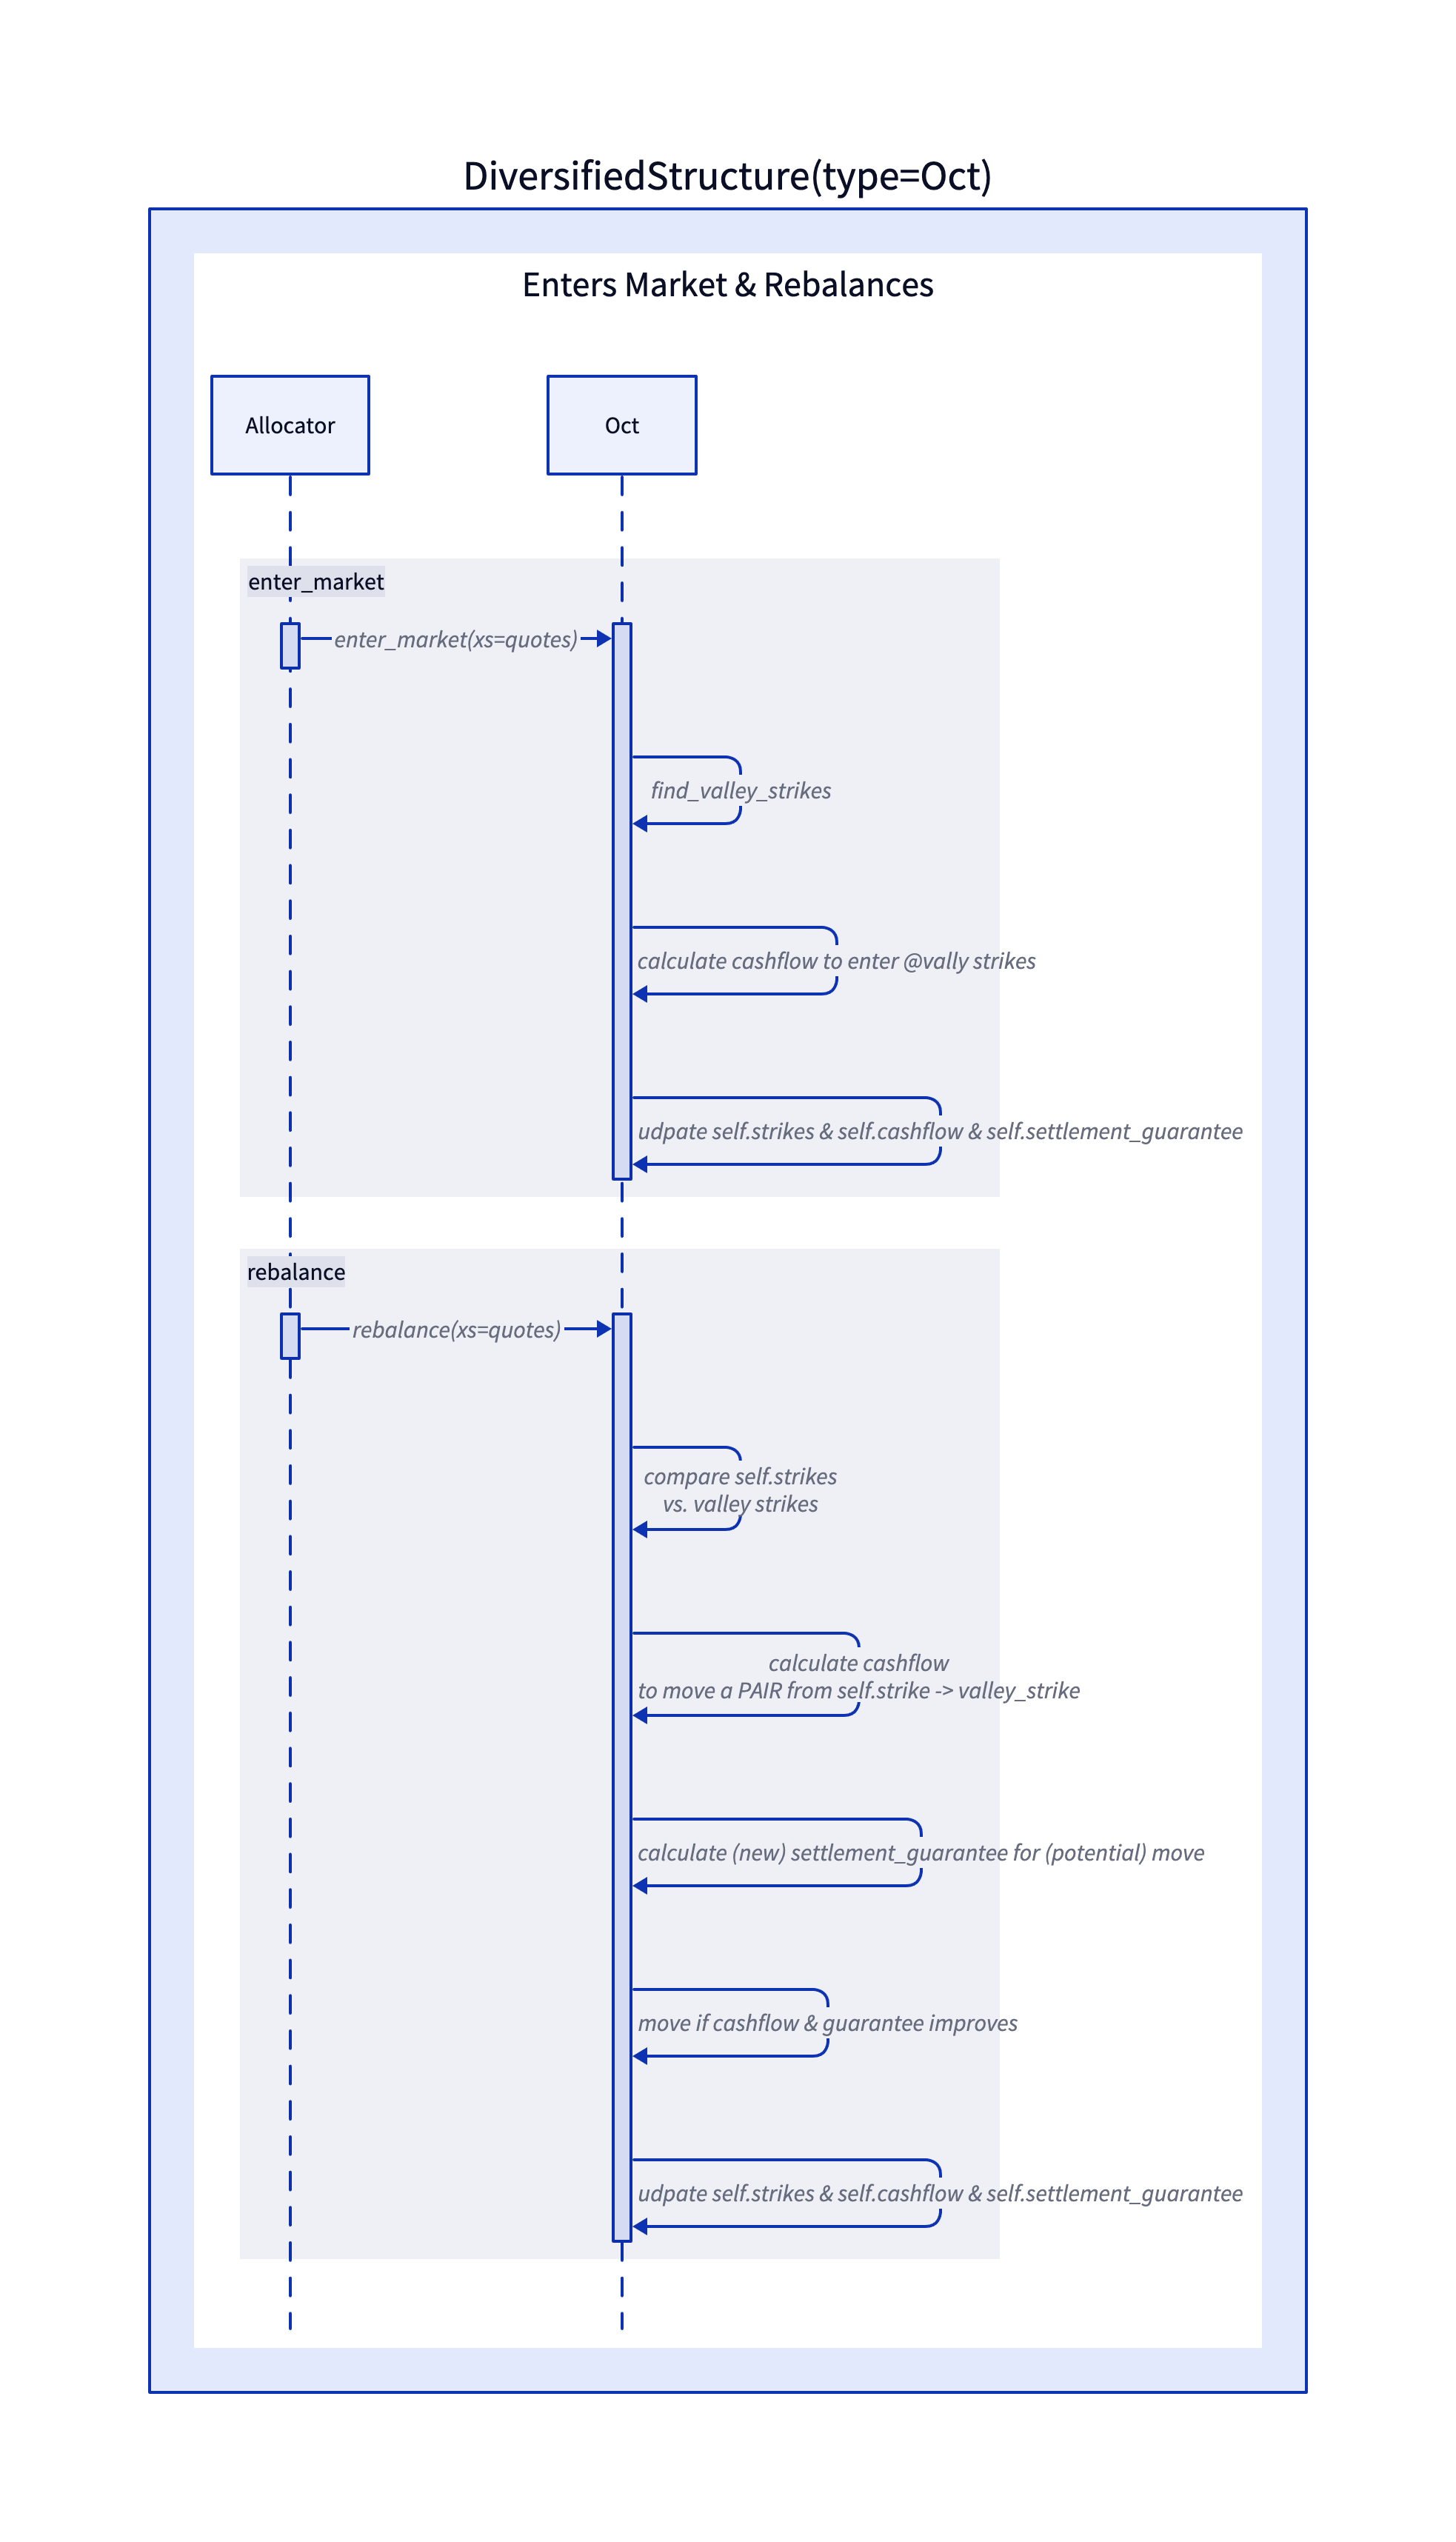 DiversifiedStructure(type=Oct)
Enters Market & Rebalances
Allocator
Oct
enter_market
enter_market(xs=quotes)
find_valley_strikes
calculate cashflow to enter @vally strikes
udpate self.strikes & self.cashflow & self.settlement_guarantee
rebalance
rebalance(xs=quotes)
compare self.strikes
vs. valley strikes
calculate cashflow
to move a PAIR from self.strike -> valley_strike
calculate (new) settlement_guarantee for (potential) move
move if cashflow & guarantee improves
udpate self.strikes & self.cashflow & self.settlement_guarantee